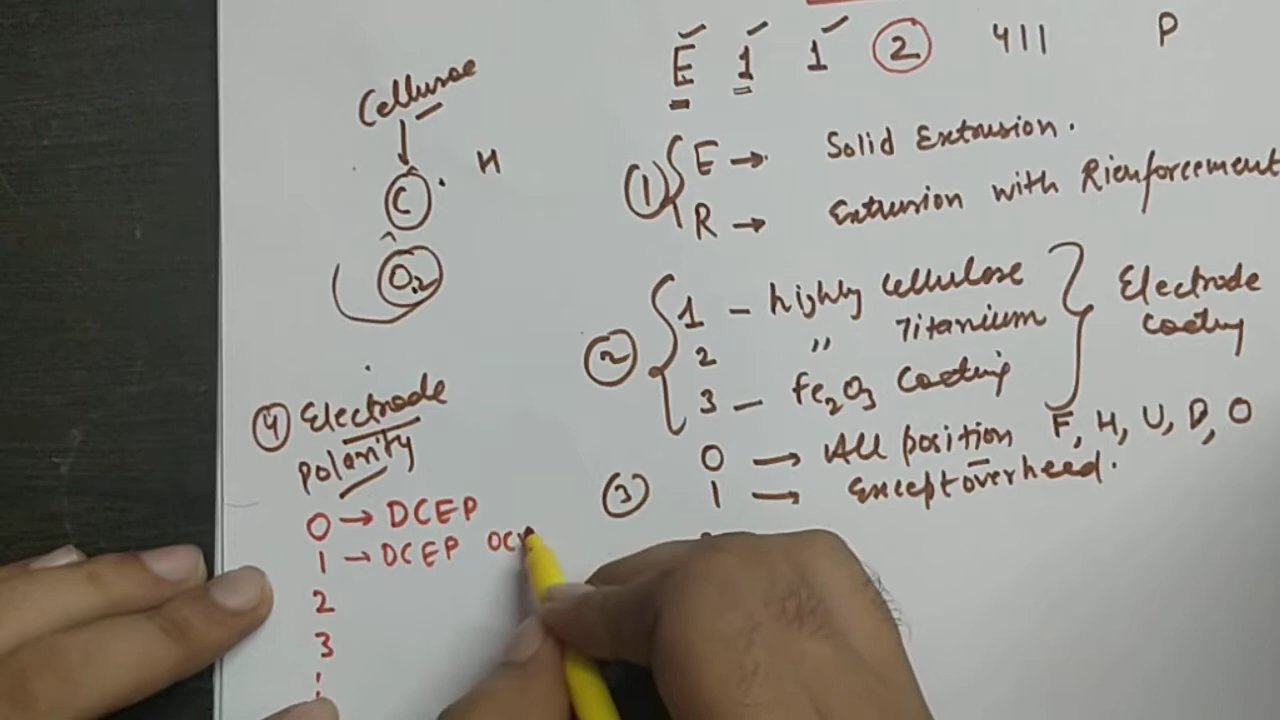 E 1 1 2 411 P
Cellulose
C . H
O2
① E → Solid Extrusion.
R → Extrusion with Rienforcement
② 1 - highly cellulose
2 " Titanium
3 - Fe2O3 Coating
Electrode
coating
③ 0 → All position F, H, U, D, O
1 → Except overhead.
④ Electrode
polarity
0 → DCEP
1 → DCEP OCV
2
3